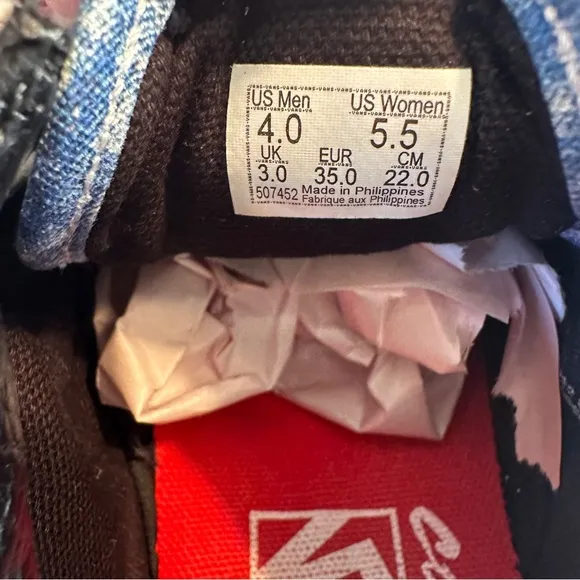 US Men US Women
4.0 5.5
UK EUR CM
3.0 35.0 22.0
507452 Made in Philippines
Fabrique aux Philippines